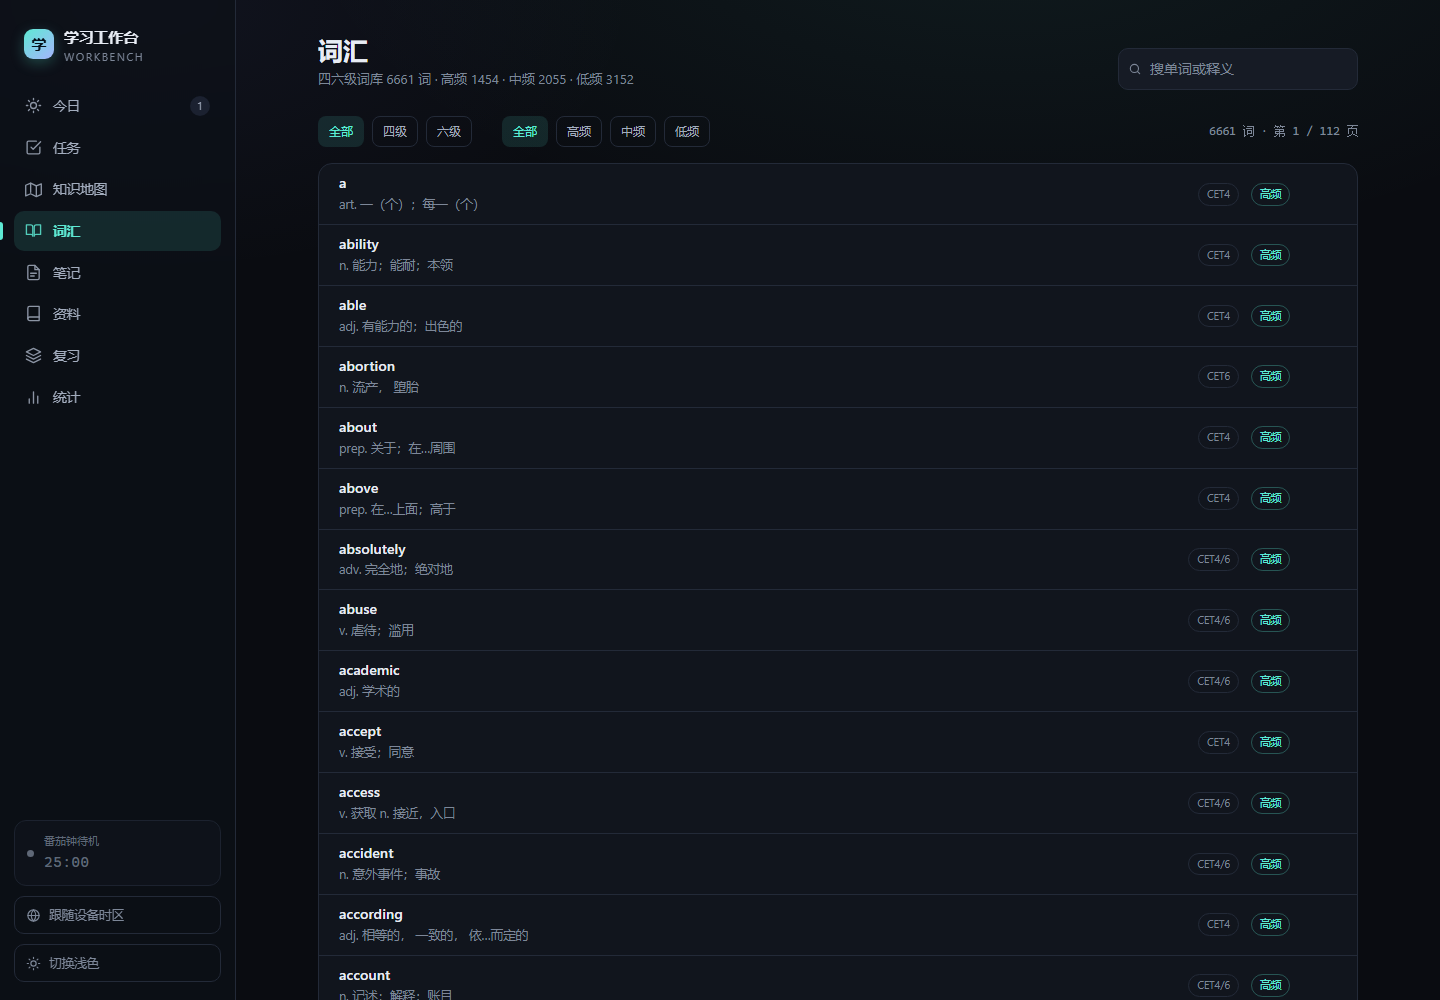 学
学习工作台
WORKBENCH
今日
1
任务
知识地图
词汇
笔记
资料
复习
统计
番茄钟待机
25:00
跟随设备时区
切换浅色
词汇
四六级词库 6661 词 · 高频 1454 · 中频 2055 · 低频 3152
搜单词或释义
全部 四级 六级 全部 高频 中频 低频
6661 词 · 第 1 / 112 页
a
art. 一（个）；每一（个）
CET4 高频
ability
n. 能力；能耐；本领
CET4 高频
able
adj. 有能力的；出色的
CET4 高频
abortion
n. 流产， 堕胎
CET6 高频
about
prep. 关于；在...周围
CET4 高频
above
prep. 在...上面；高于
CET4 高频
absolutely
adv. 完全地；绝对地
CET4/6 高频
abuse
v. 虐待；滥用
CET4/6 高频
academic
adj. 学术的
CET4/6 高频
accept
v. 接受；同意
CET4 高频
access
v. 获取 n. 接近，入口
CET4/6 高频
accident
n. 意外事件；事故
CET4/6 高频
according
adj. 相等的， 一致的， 依...而定的
CET4 高频
account
n. 记述；解释；账目
CET4/6 高频